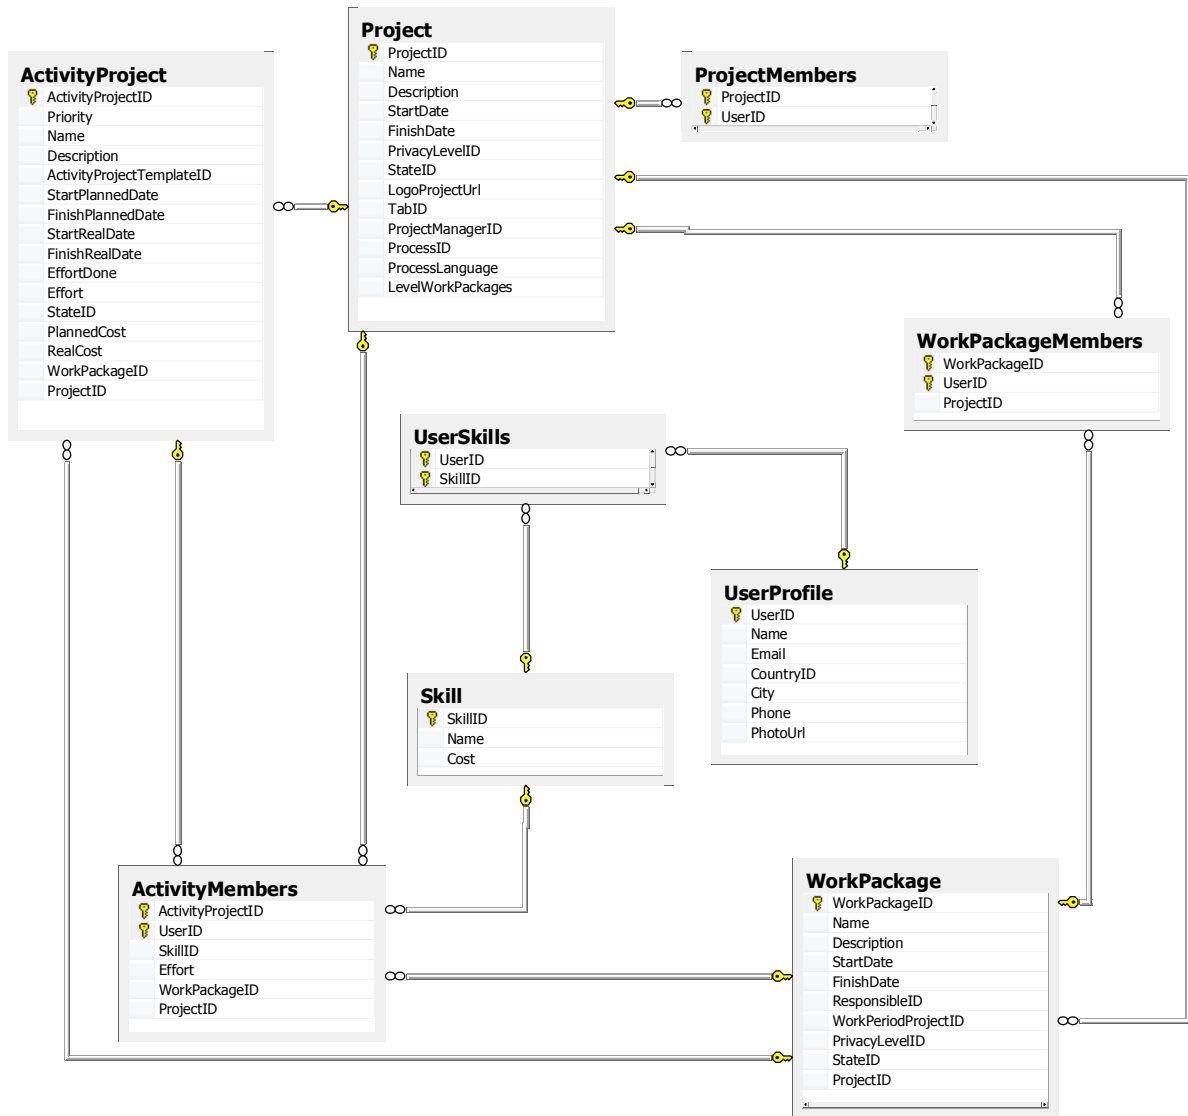 Project
ProjectID
Name
Description
StartDate
FinishDate
PrivacyLevelID
StateID
LogoProjectUrl
TabID
ProjectManagerID
ProcessID
ProcessLanguage
LevelWorkPackages
ActivityProject
ActivityProjectID
Priority
Name
Description
ActivityProjectTemplateID
StartPlannedDate
FinishPlannedDate
StartRealDate
FinishRealDate
EffortDone
Effort
StateID
PlannedCost
RealCost
WorkPackageID
ProjectID
ProjectMembers
ProjectID
UserID
WorkPackageMembers
WorkPackageID
UserID
ProjectID
UserSkills
UserID
SkillID
UserProfile
UserID
Name
Email
CountryID
City
Phone
PhotoUrl
Skill
SkillID
Name
Cost
ActivityMembers
ActivityProjectID
UserID
SkillID
Effort
WorkPackageID
ProjectID
WorkPackage
WorkPackageID
Name
Description
StartDate
FinishDate
ResponsibleID
WorkPeriodProjectID
PrivacyLevelID
StateID
ProjectID